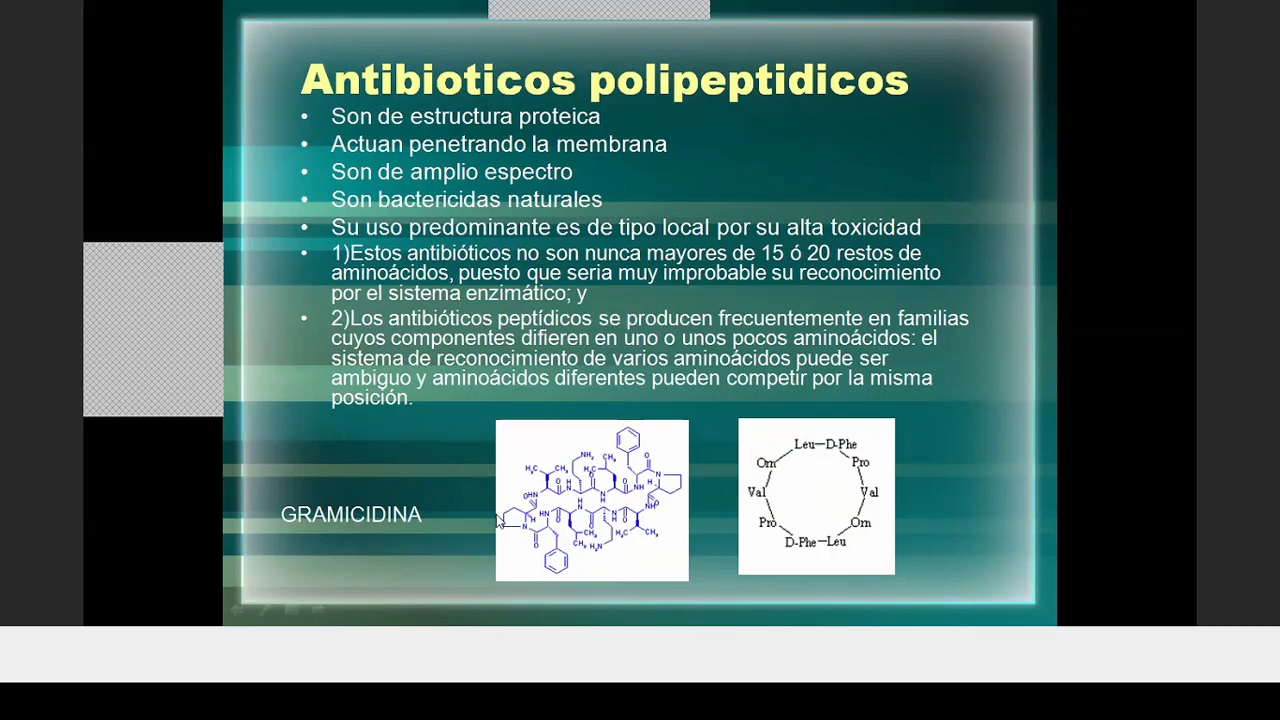 Antibioticos polipeptidicos
• Son de estructura proteica
• Actuan penetrando la membrana
• Son de amplio espectro
• Son bactericidas naturales
• Su uso predominante es de tipo local por su alta toxicidad
• 1)Estos antibióticos no son nunca mayores de 15 ó 20 restos de
aminoácidos, puesto que seria muy improbable su reconocimiento
por el sistema enzimático; y
• 2)Los antibióticos peptídicos se producen frecuentemente en familias
cuyos componentes difieren en uno o unos pocos aminoácidos: el
sistema de reconocimiento de varios aminoácidos puede ser
ambiguo y aminoácidos diferentes pueden competir por la misma
posición.
GRAMICIDINA
Leu—D-Phe
Orn Pro
Val Val
Pro Orn
D-Phe—Leu